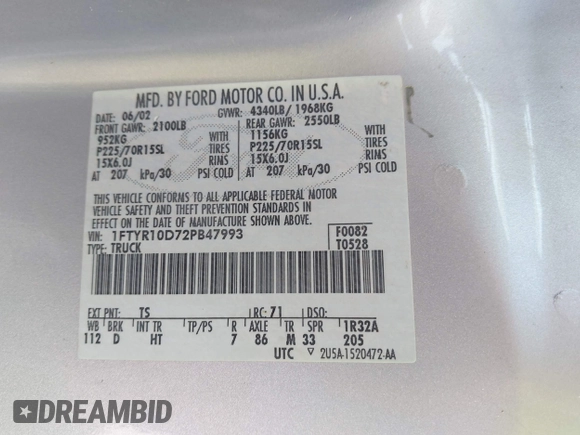 MFD. BY FORD MOTOR CO. IN U.S.A.
DATE: 06/02 GVWR: 4340LB/ 1968KG
FRONT GAWR: 2100LB REAR GAWR: 2550LB
952KG WITH 1156KG WITH
P225/70R15SL TIRES P225/70R15SL TIRES
15X6.0J RIMS 15X6.0J RIMS
AT 207 kPa/30 PSI COLD AT 207 kPa/30 PSI COLD
THIS VEHICLE CONFORMS TO ALL APPLICABLE FEDERAL MOTOR
VEHICLE SAFETY AND THEFT PREVENTION STANDARDS IN
EFFECT ON THE DATE OF MANUFACTURE SHOWN ABOVE.
VIN: 1FTYR10D72PB47993 F0082
TYPE: TRUCK T0528
EXT PNT: TS RC: 71 DSO:
WB BRK INT TR TP/PS R AXLE TR SPR 1R32A
112 D HT 7 86 M 33 205
UTC ▽ 2U5A-1520472-AA
DREAMBID